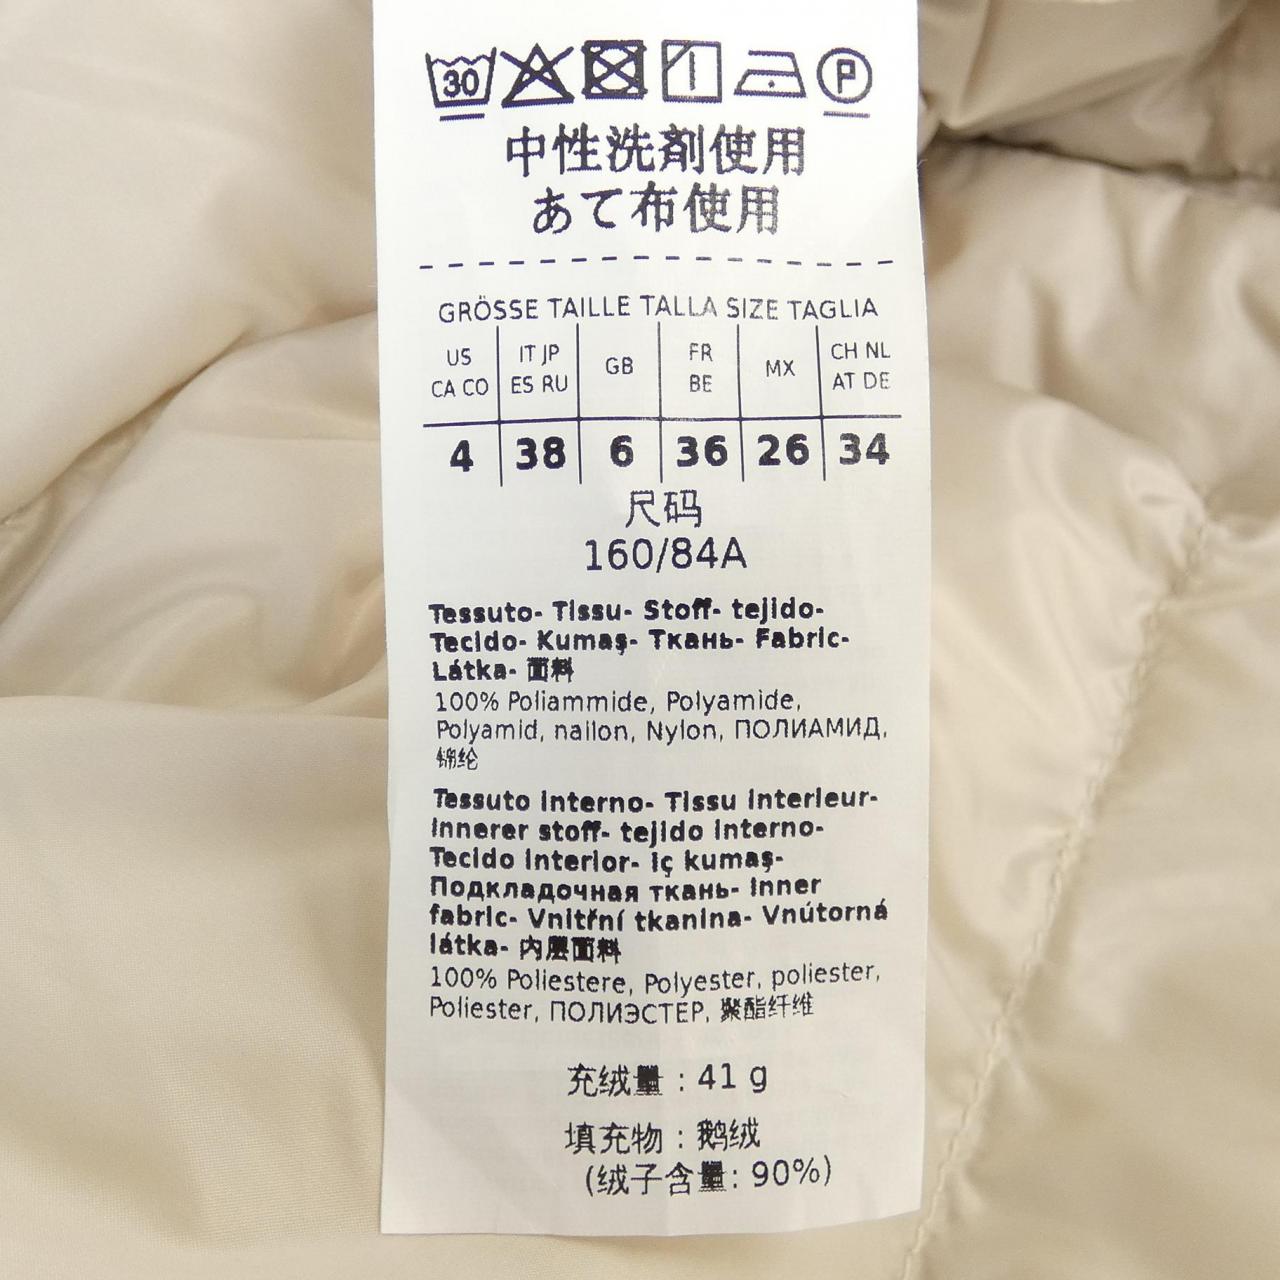 30 P
中性洗剤使用
あて布使用
GRÖSSE TAILLE TALLA SIZE TAGLIA
US CA CO | IT JP ES RU | GB | FR BE | MX | CH NL AT DE
4 | 38 | 6 | 36 | 26 | 34
尺码
160/84A
Tessuto- Tissu- Stoff- tejido-
Tecido- Kumaş- Ткань- Fabric-
Látka- 面料
100% Poliammide, Polyamide,
Polyamid, nailon, Nylon, ПОЛИАМИД,
锦纶
Tessuto interno- Tissu interieur-
innerer stoff- tejido interno-
Tecido interior- iç kumaş-
Подкладочная ткань- Inner
fabric- Vnitřní tkanina- Vnútorná
látka- 内层面料
100% Poliestere, Polyester, poliester,
Poliester, ПОЛИЭСТЕР, 聚酯纤维
充绒量 : 41 g
填充物 : 鹅绒
(绒子含量: 90%)